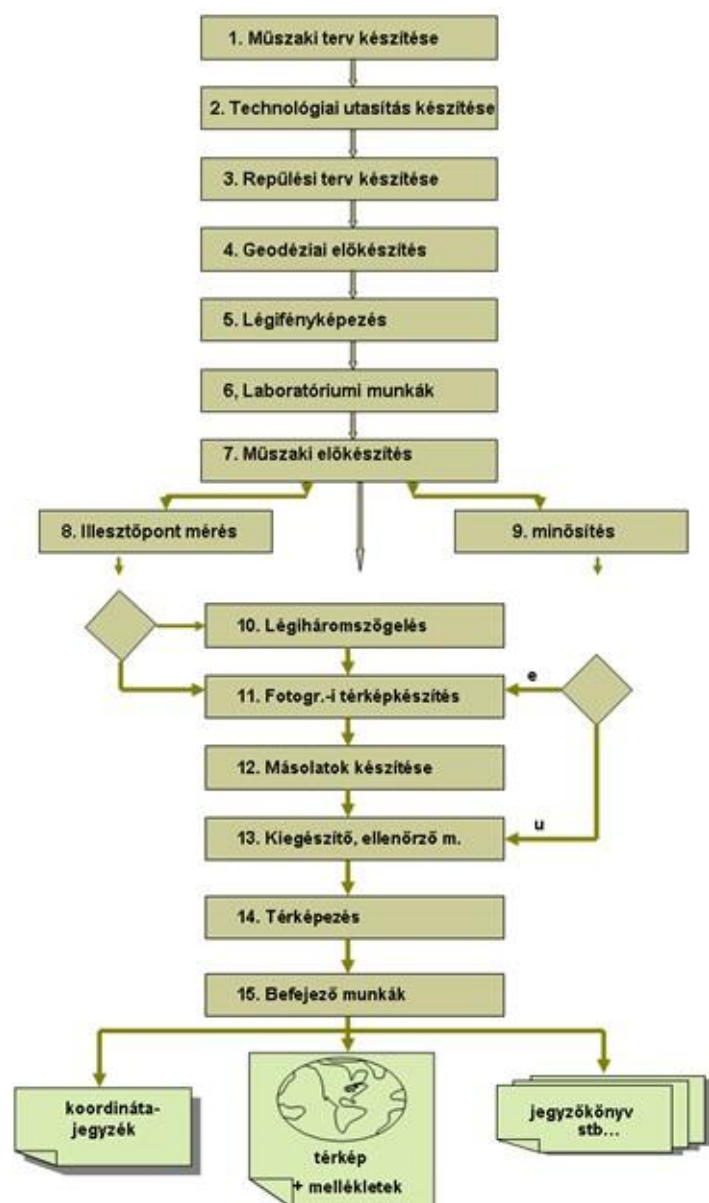 1. Műszaki terv készítése
2. Technológiai utasítás készítése
3. Repülési terv készítése
4. Geodéziai előkészítés
5. Légifényképezés
6, Laboratóriumi munkák
7. Műszaki előkészítés
8. Illesztőpont mérés
9. minősítés
10. Légiháromszögelés
e
11. Fotogr.-i térképkészítés
12. Másolatok készítése
u
13. Kiegészítő, ellenőrző m.
14. Térképezés
15. Befejező munkák
koordináta-
jegyzék
térkép
+ mellékletek
jegyzőkönyv
stb...